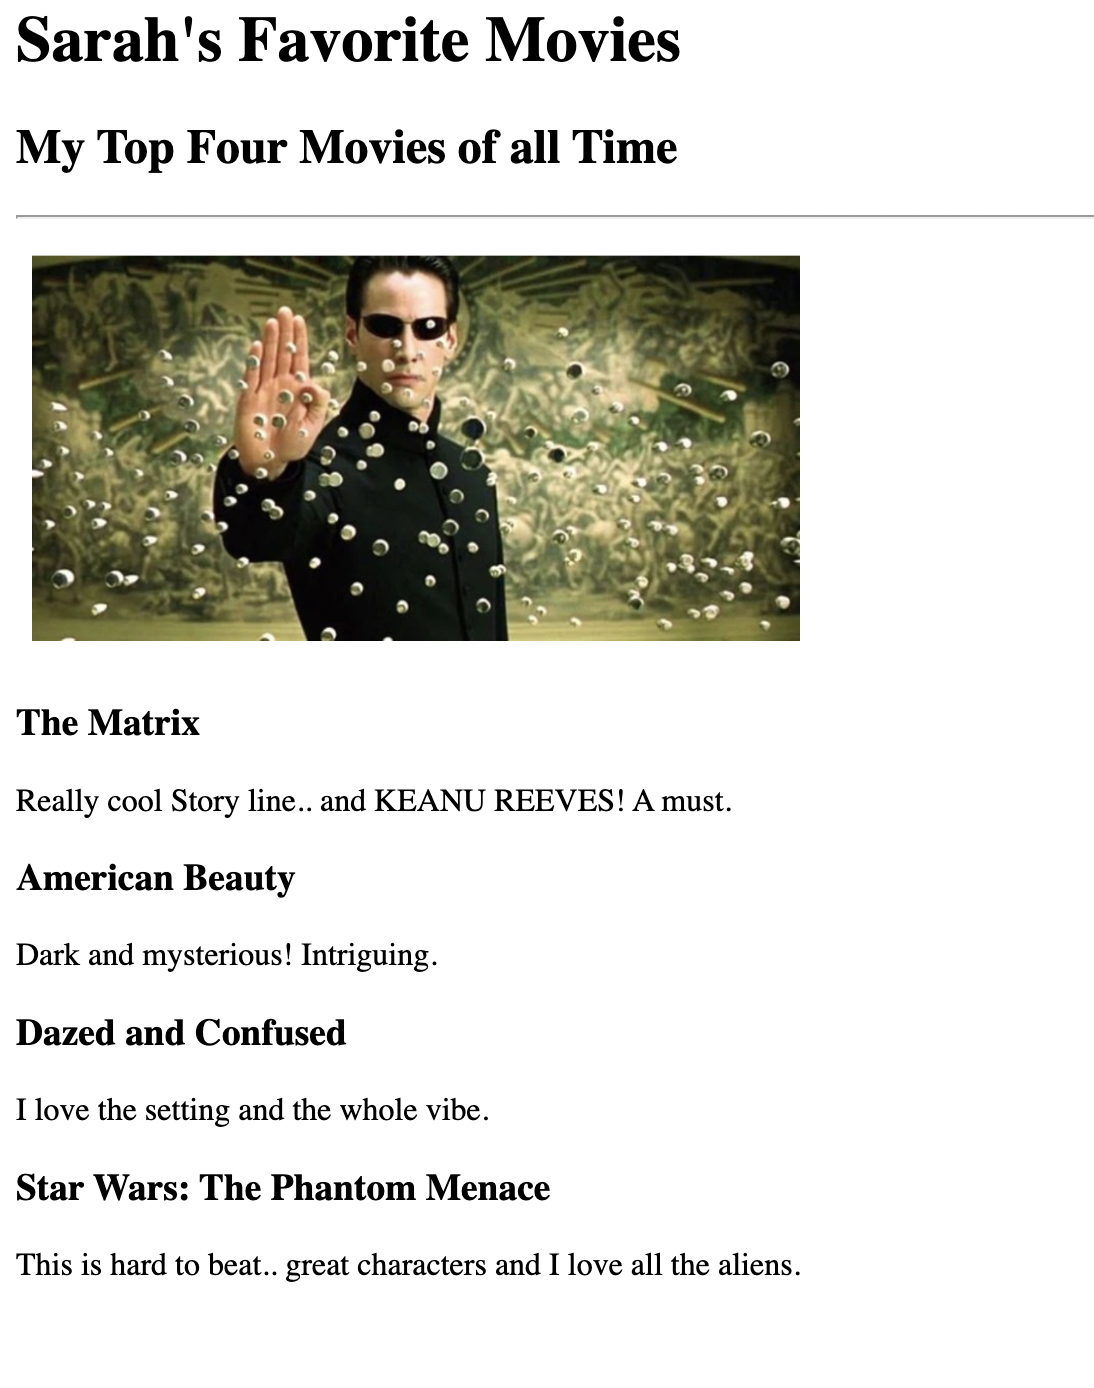 Sarah's Favorite Movies
My Top Four Movies of all Time
The Matrix
Really cool Story line.. and KEANU REEVES! A must.
American Beauty
Dark and mysterious! Intriguing.
Dazed and Confused
I love the setting and the whole vibe.
Star Wars: The Phantom Menace
This is hard to beat.. great characters and I love all the aliens.